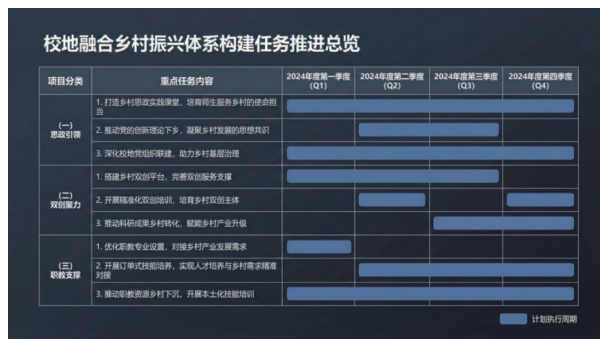 校地融合乡村振兴体系构建任务推进总览
项目分类
重点任务内容
2024年度第一季度
(Q1)
2024年度第二季度
(Q2)
2024年度第三季度
(Q3)
2024年度第四季度
(Q4)
(一)
思政引领
1. 打造乡村思政实践课堂，培育师生服务乡村的使命担
当
2. 推动党的创新理论下乡，凝聚乡村发展的思想共识
3. 深化校地党组织联建，助力乡村基层治理
(二)
双创聚力
1. 搭建乡村双创平台，完善双创服务支撑
2. 开展精准化双创培训，培育乡村双创主体
3. 推动科研成果乡村转化，赋能乡村产业升级
(三)
职教支撑
1. 优化职教专业设置，对接乡村产业发展需求
2. 开展订单式技能培养，实现人才培养与乡村需求精准
对接
3. 推动职教资源乡村下沉，开展本土化技能培训
计划执行周期